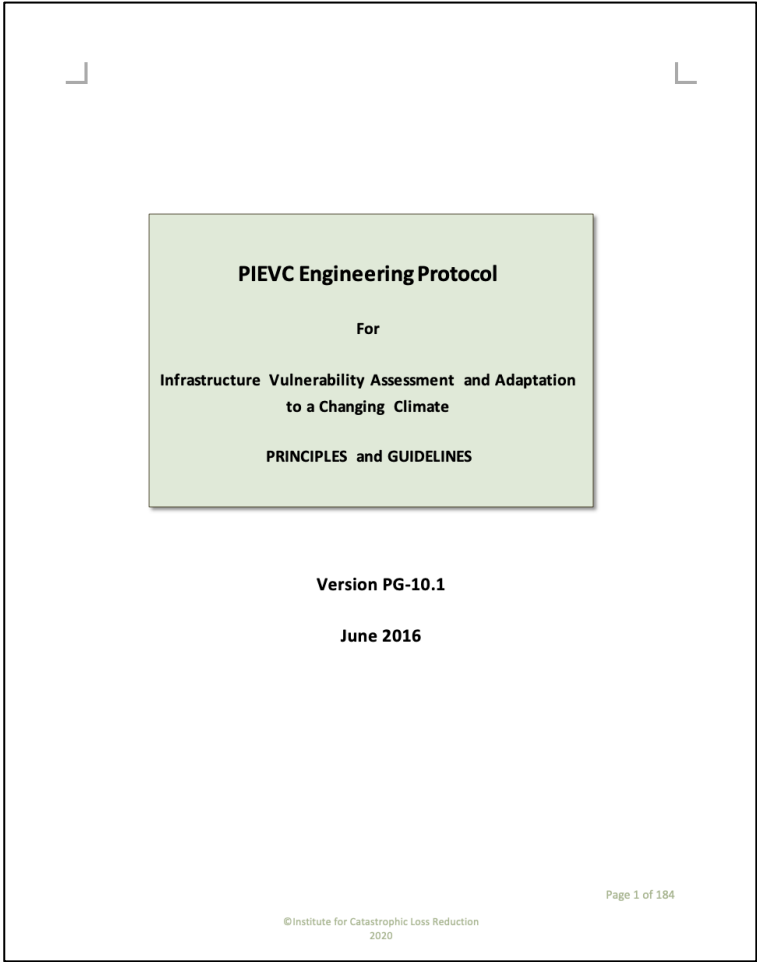 PIEVC Engineering Protocol
For
Infrastructure Vulnerability Assessment and Adaptation
to a Changing Climate
PRINCIPLES and GUIDELINES
Version PG-10.1
June 2016
Page 1 of 184
©Institute for Catastrophic Loss Reduction
2020